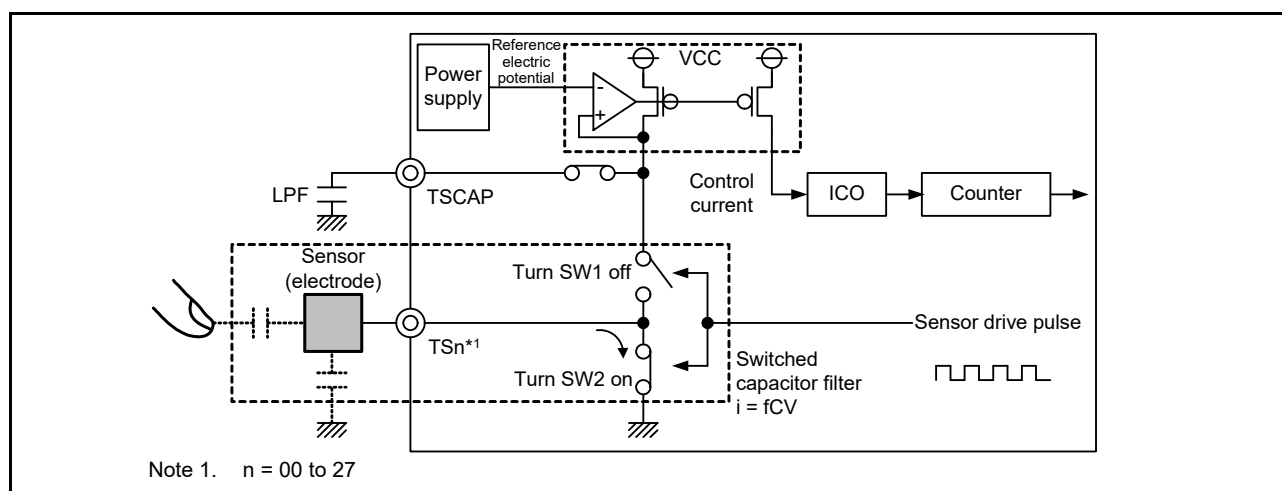 Power
supply
Reference
electric
potential
VCC
-
+
LPF
TSCAP
Control
current
ICO
Counter
Sensor
(electrode)
Turn SW1 off
TSn*1
Turn SW2 on
Sensor drive pulse
Switched
capacitor filter
i = fCV
Note 1. n = 00 to 27